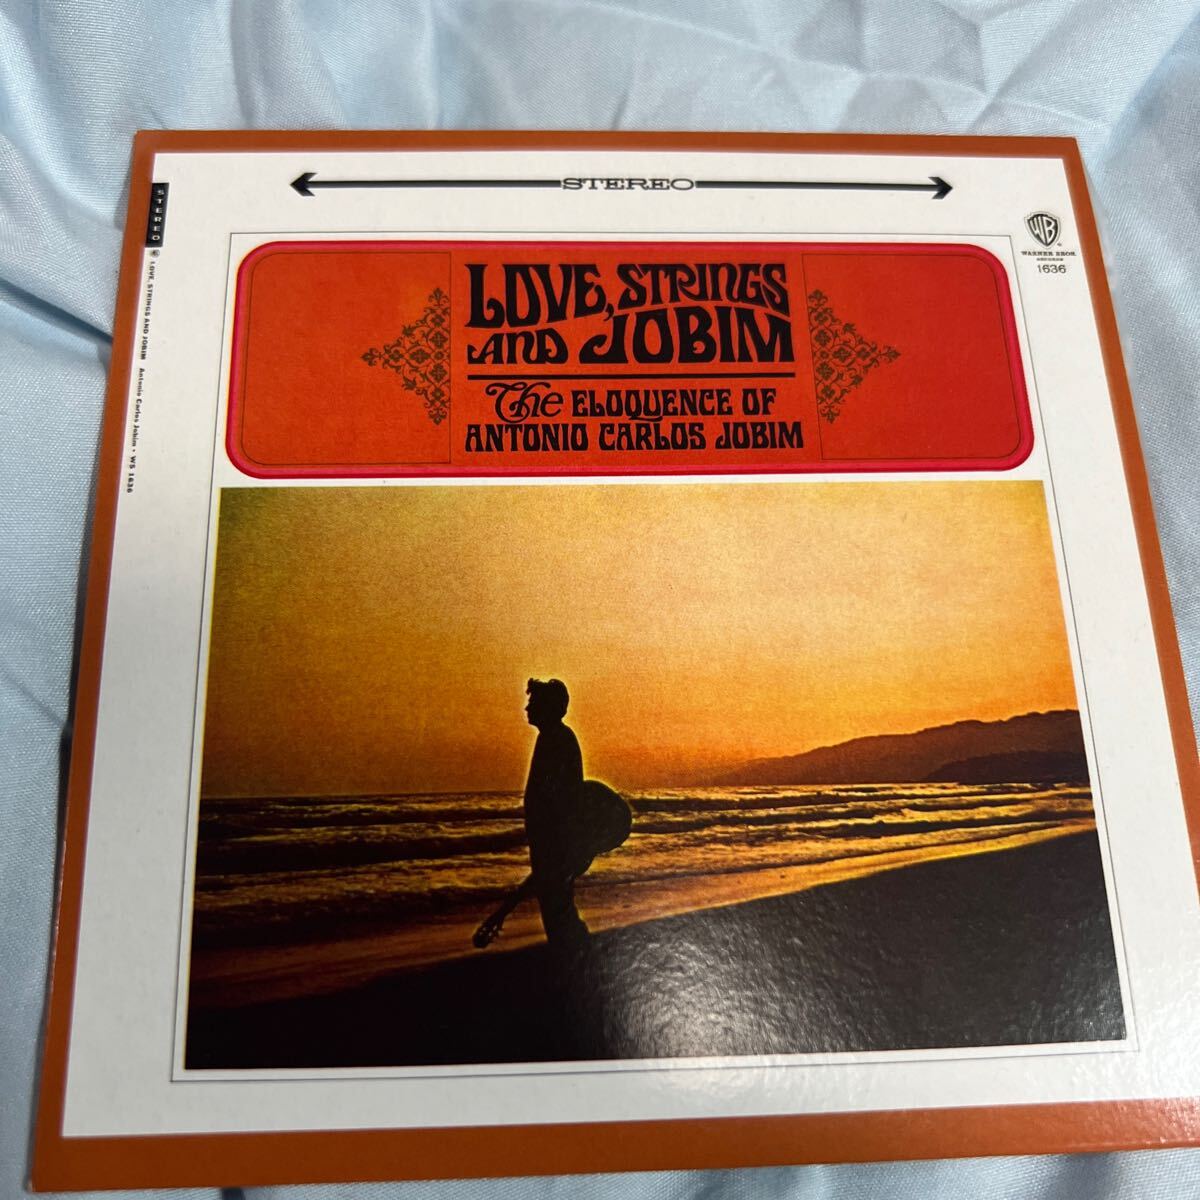 STEREO
WB
WARNER BROS.
RECORDS
1636
STEREO
LOVE, STRINGS AND JOBIM Antonio Carlos Jobim • WS 1636
LOVE, STRINGS
AND JOBIM
The ELOQUENCE OF
ANTONIO CARLOS JOBIM